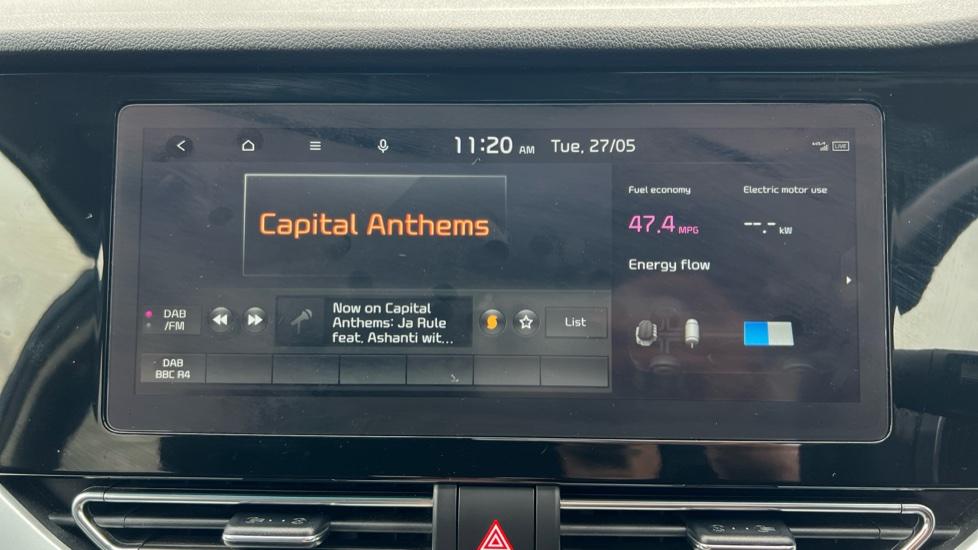 11:20 AM Tue, 27/05
LIVE
Capital Anthems
Fuel economy
Electric motor use
47.4 MPG
--.- kW
Energy flow
DAB
/FM
Now on Capital
Anthems: Ja Rule
feat. Ashanti wit...
List
DAB
BBC R4